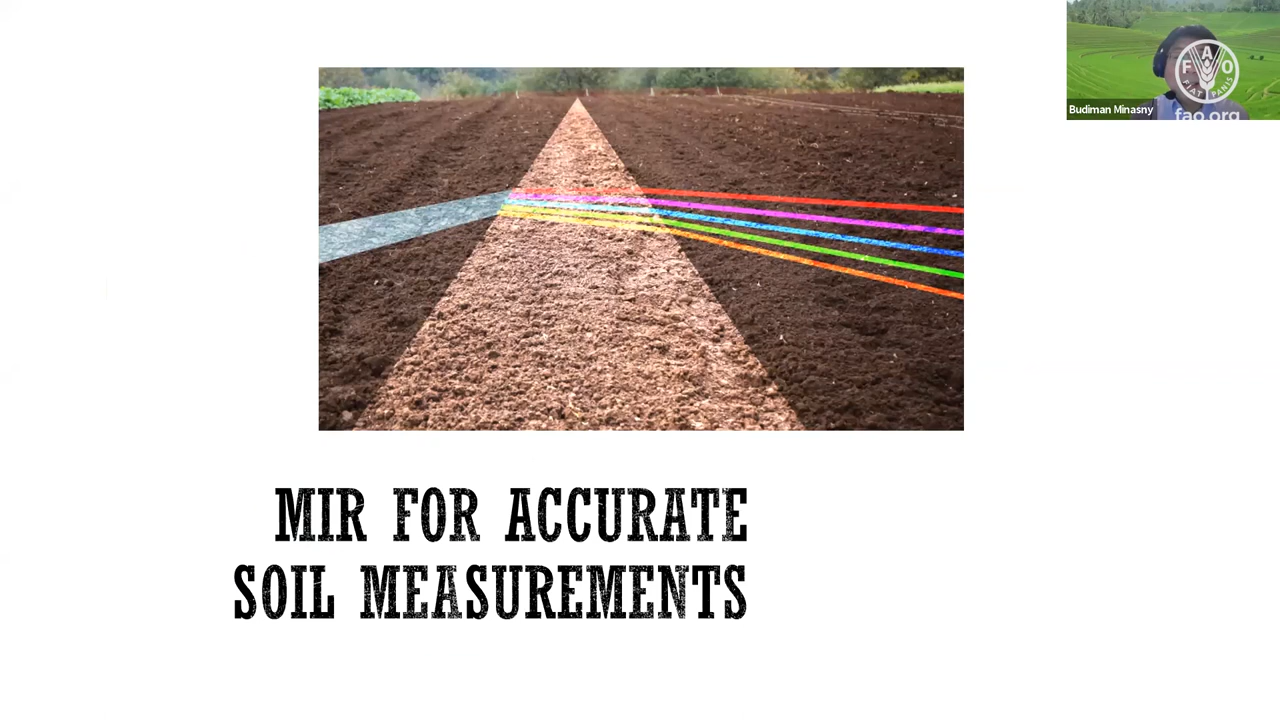 MIR FOR ACCURATE
SOIL MEASUREMENTS
Budiman Minasny
F A O
FIAT PANIS
fao.org